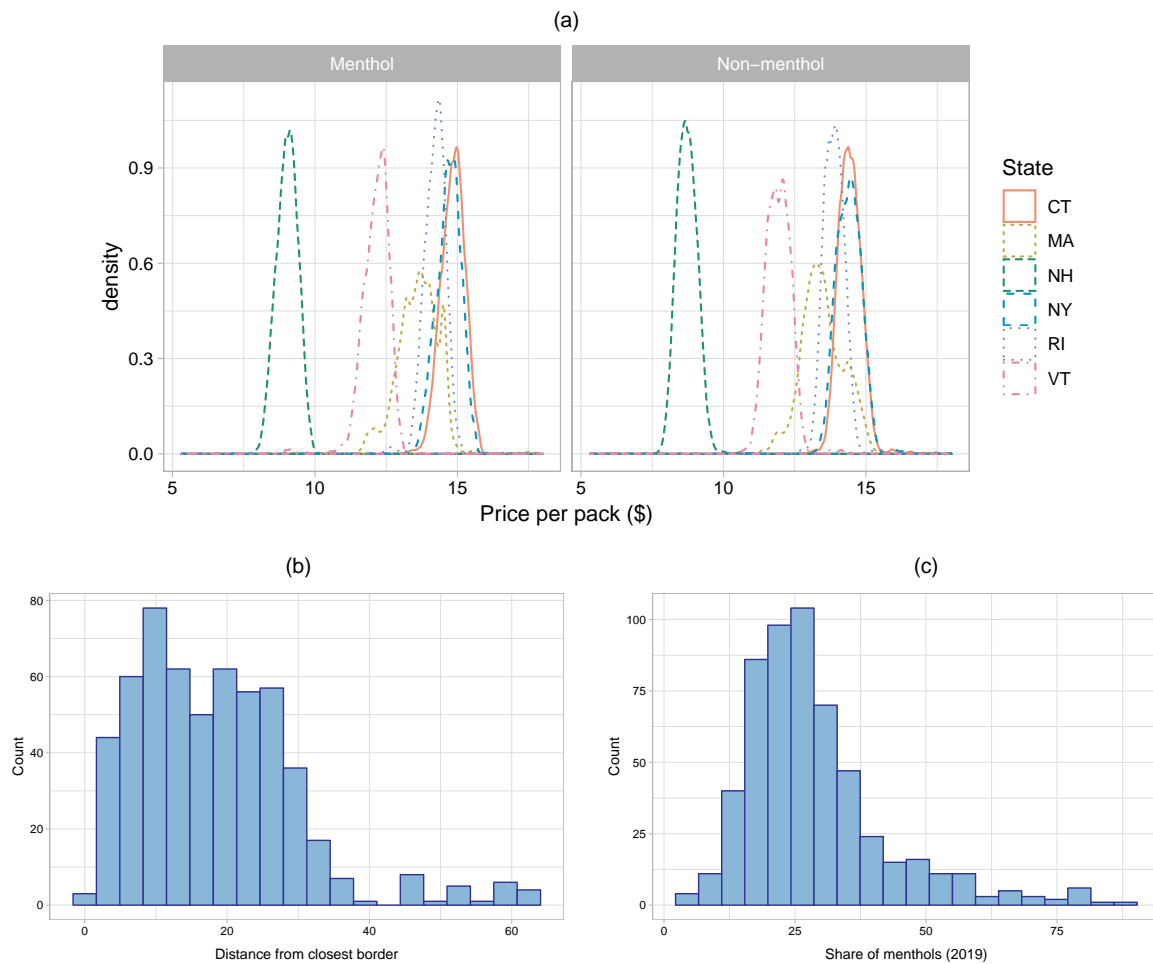 (a)
Menthol
Non−menthol
0.9
0.6
0.3
0.0
density
5
10
15
5
10
15
Price per pack ($)
State
CT
MA
NH
NY
RI
VT
(b)
80
60
40
20
0
Count
0
20
40
60
Distance from closest border
(c)
100
75
50
25
0
Count
0
25
50
75
Share of menthols (2019)